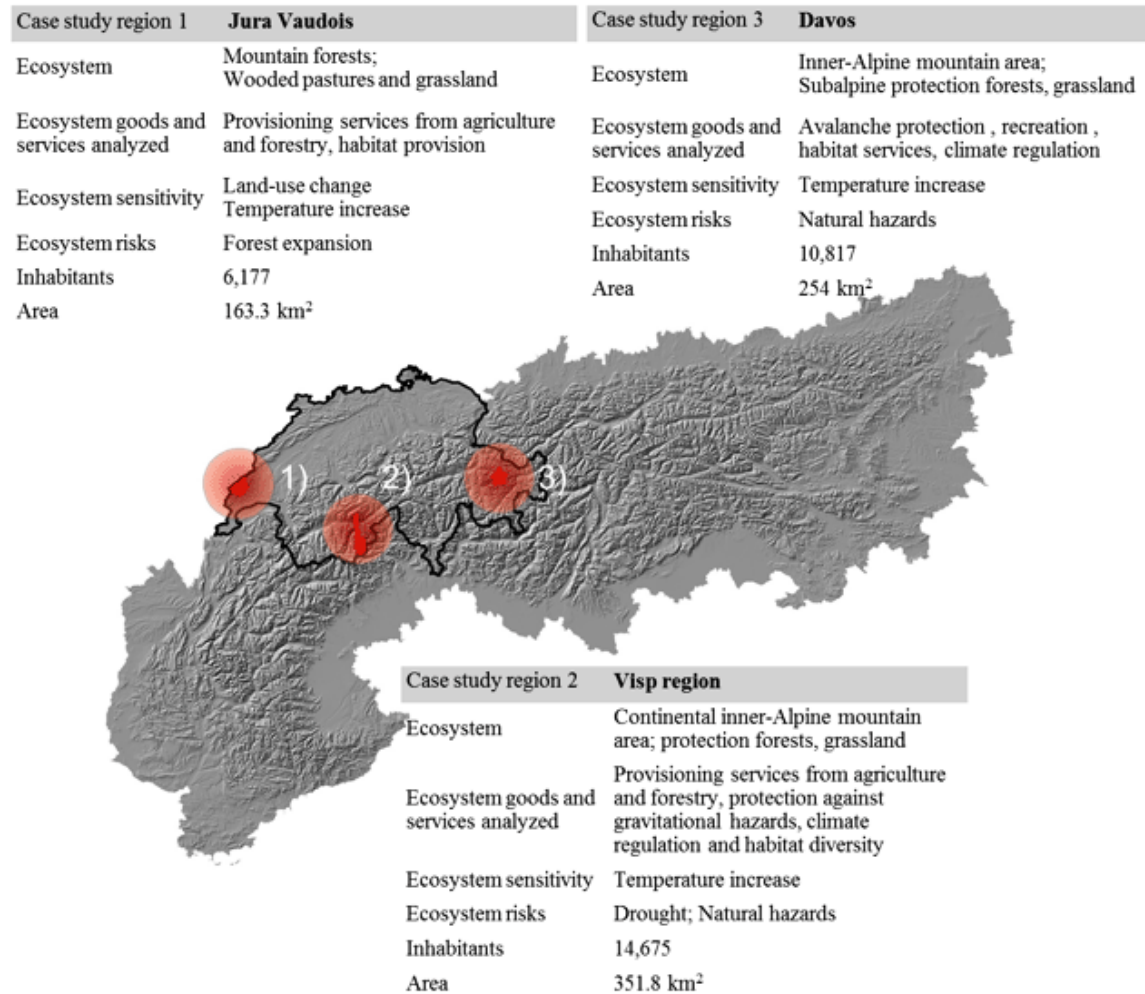 Case study region 1 Jura Vaudois
Ecosystem Mountain forests;
Wooded pastures and grassland
Ecosystem goods and services analyzed Provisioning services from agriculture
and forestry, habitat provision
Ecosystem sensitivity Land-use change
Temperature increase
Ecosystem risks Forest expansion
Inhabitants 6,177
Area 163.3 km²
Case study region 3 Davos
Ecosystem Inner-Alpine mountain area;
Subalpine protection forests, grassland
Ecosystem goods and services analyzed Avalanche protection , recreation ,
habitat services, climate regulation
Ecosystem sensitivity Temperature increase
Ecosystem risks Natural hazards
Inhabitants 10,817
Area 254 km²
1)
2)
3)
Case study region 2 Visp region
Ecosystem Continental inner-Alpine mountain
area; protection forests, grassland
Ecosystem goods and services analyzed Provisioning services from agriculture
and forestry, protection against
gravitational hazards, climate
regulation and habitat diversity
Ecosystem sensitivity Temperature increase
Ecosystem risks Drought; Natural hazards
Inhabitants 14,675
Area 351.8 km²